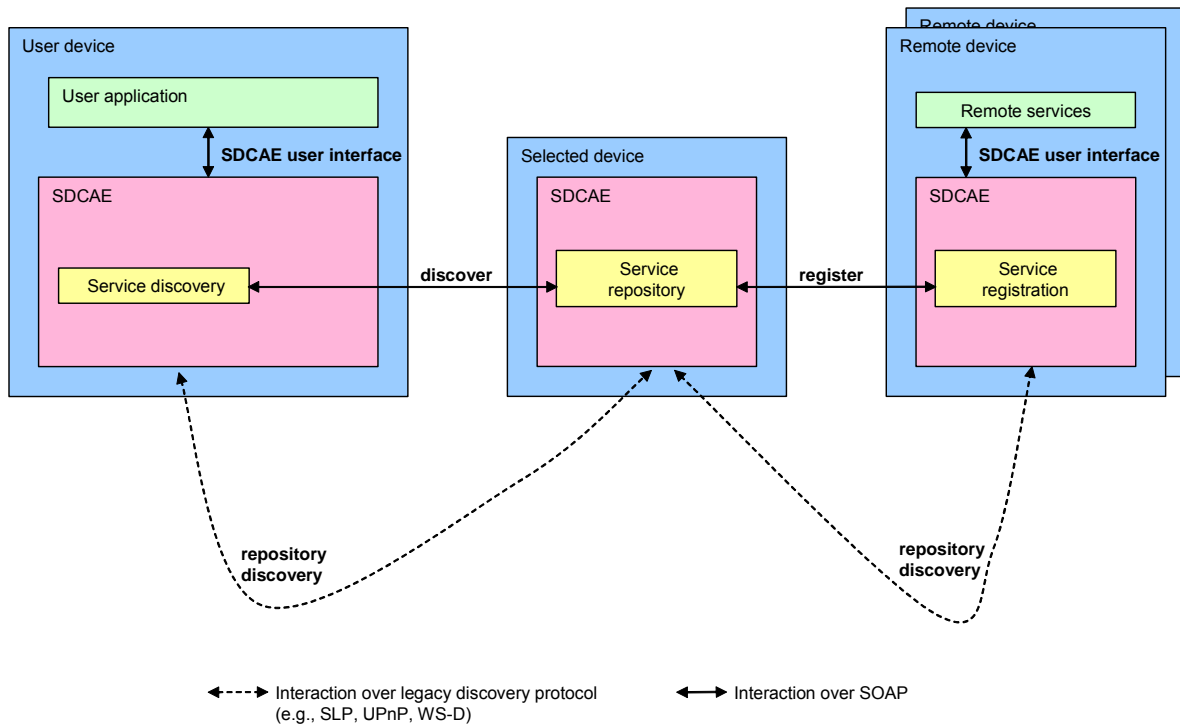 Remote device
User device
Remote device
User application
Remote services
SDCAE user interface
Selected device
SDCAE user interface
SDCAE
SDCAE
SDCAE
Service discovery
discover
Service
repository
register
Service
registration
repository
discovery
repository
discovery
Interaction over legacy discovery protocol
(e.g., SLP, UPnP, WS-D)
Interaction over SOAP